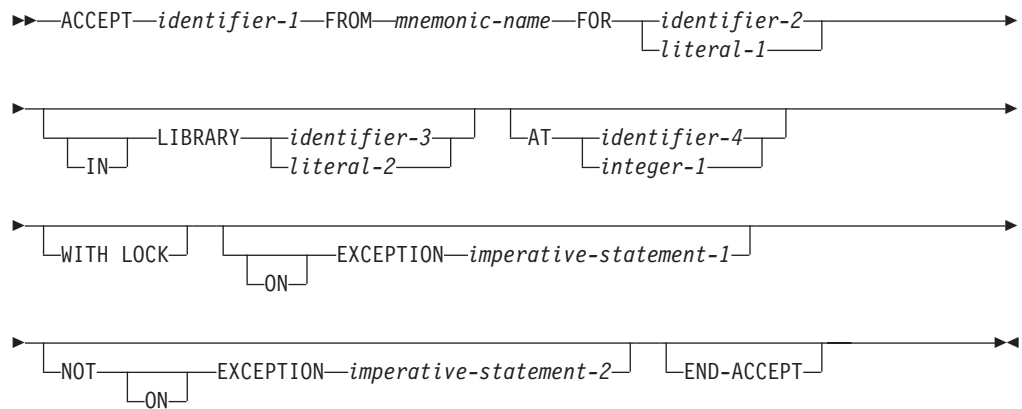 ACCEPT identifier-1 FROM mnemonic-name FOR identifier-2
literal-1
IN LIBRARY identifier-3 AT identifier-4
literal-2 integer-1
WITH LOCK ON EXCEPTION imperative-statement-1
NOT ON EXCEPTION imperative-statement-2 END-ACCEPT